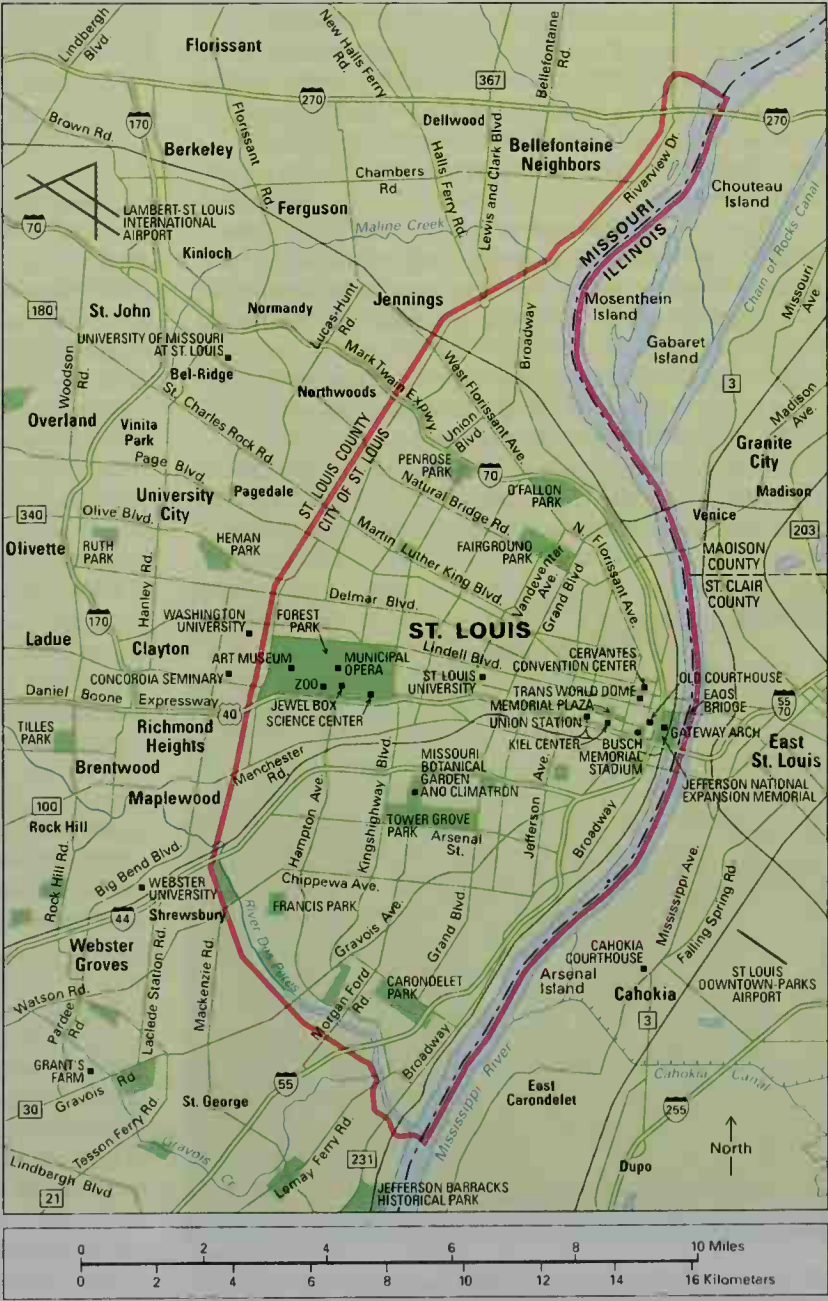 Lindbergh
Blvd.
Florissant
New Halls Ferry
Rd.
367
Bellefontaine
Rd.
270
170
Brown Rd.
Berkeley
Florissant
Rd.
Dellwood
Halls Ferry Rd.
Lewis and Clark Blvd.
Bellefontaine
Neighbors
270
Chambers
Rd
Riverview Dr.
Chouteau
Island
LAMBERT-ST LOUIS
INTERNATIONAL
AIRPORT
70
Ferguson
Maline Creek
MISSOURI
ILLINOIS
Chain of Rocks Canal
Kinloch
Missouri
Ave
180
St. John
Normandy
Lucas-Hunt
Rd.
Jennings
Mosenthein
Island
UNIVERSITY OF MISSOURI
AT ST. LOUIS
Woodson
Rd.
Bel-Ridge
Mark Twain Expwy
West Florissant Ave.
Broadway
Gabaret
Island
St. Charles Rock Rd.
Northwoods
3
Madison
Ave.
Overland
Vinita
Park
Union
Blvd.
Granite
City
Page Blvd.
ST. LOUIS COUNTY
CITY OF ST. LOUIS
PENROSE
PARK
70
University
City
Pagedale
Natural Bridge Rd.
O'FALLON
PARK
Madison
340
Olive Blvd.
Venice
203
Olivette
RUTH
PARK
HEMAN
PARK
Martin Luther King Blvd.
FAIRGROUND
PARK
N. Florissant Ave.
MADISON
COUNTY
ST. CLAIR
COUNTY
Hanley Rd.
Vandeventer
Ave.
Grand Blvd
170
Delmar Blvd.
WASHINGTON
UNIVERSITY
FOREST
PARK
ST. LOUIS
Ladue
Clayton
Lindell Blvd.
CERVANTES
CONVENTION CENTER
ART MUSEUM
MUNICIPAL
OPERA
CONCORDIA SEMINARY
ST LOUIS
UNIVERSITY
OLD COURTHOUSE
ZOO
TRANS WORLD DOME
EADS
BRIDGE
Daniel Boone Expressway
40
JEWEL BOX
SCIENCE CENTER
MEMORIAL PLAZA
UNION STATION
55
70
TILLES
PARK
Richmond
Heights
KIEL CENTER
BUSCH
MEMORIAL
STADIUM
GATEWAY ARCH
East
St. Louis
Brentwood
Manchester
Rd.
MISSOURI
BOTANICAL
GARDEN
AND CLIMATRON
JEFFERSON NATIONAL
EXPANSION MEMORIAL
100
Maplewood
Hampton Ave.
Kingshighway Blvd.
TOWER GROVE
PARK
Jefferson
Ave.
Broadway
Rock Hill
Arsenal
St.
Rock Hill Rd.
Big Bend Blvd.
Chippewa Ave.
Mississippi Ave.
Falling Spring Rd
WEBSTER
UNIVERSITY
44
Shrewsbury
FRANCIS PARK
River Des Peres
Gravois Ave.
Grand Blvd
Webster
Groves
Laclede Station Rd.
Mackenzie Rd.
CAHOKIA
COURTHOUSE
Morgan Ford
Rd
CARONDELET
PARK
Arsenal
Island
Cahokia
ST LOUIS
DOWNTOWN-PARKS
AIRPORT
Watson Rd.
Pardee
Rd
3
GRANT'S
FARM
Broadway
Mississippi River
Cahokia Canal
Gravois Rd
55
East
Carondelet
30
St. George
255
Tesson Ferry Rd
North
Gravois
Cr.
Lemay Ferry Rd.
231
Dupo
Lindbergh Blvd
21
JEFFERSON BARRACKS
HISTORICAL PARK
0 2 4 6 8 10 Miles
0 2 4 6 8 10 12 14 16 Kilometers